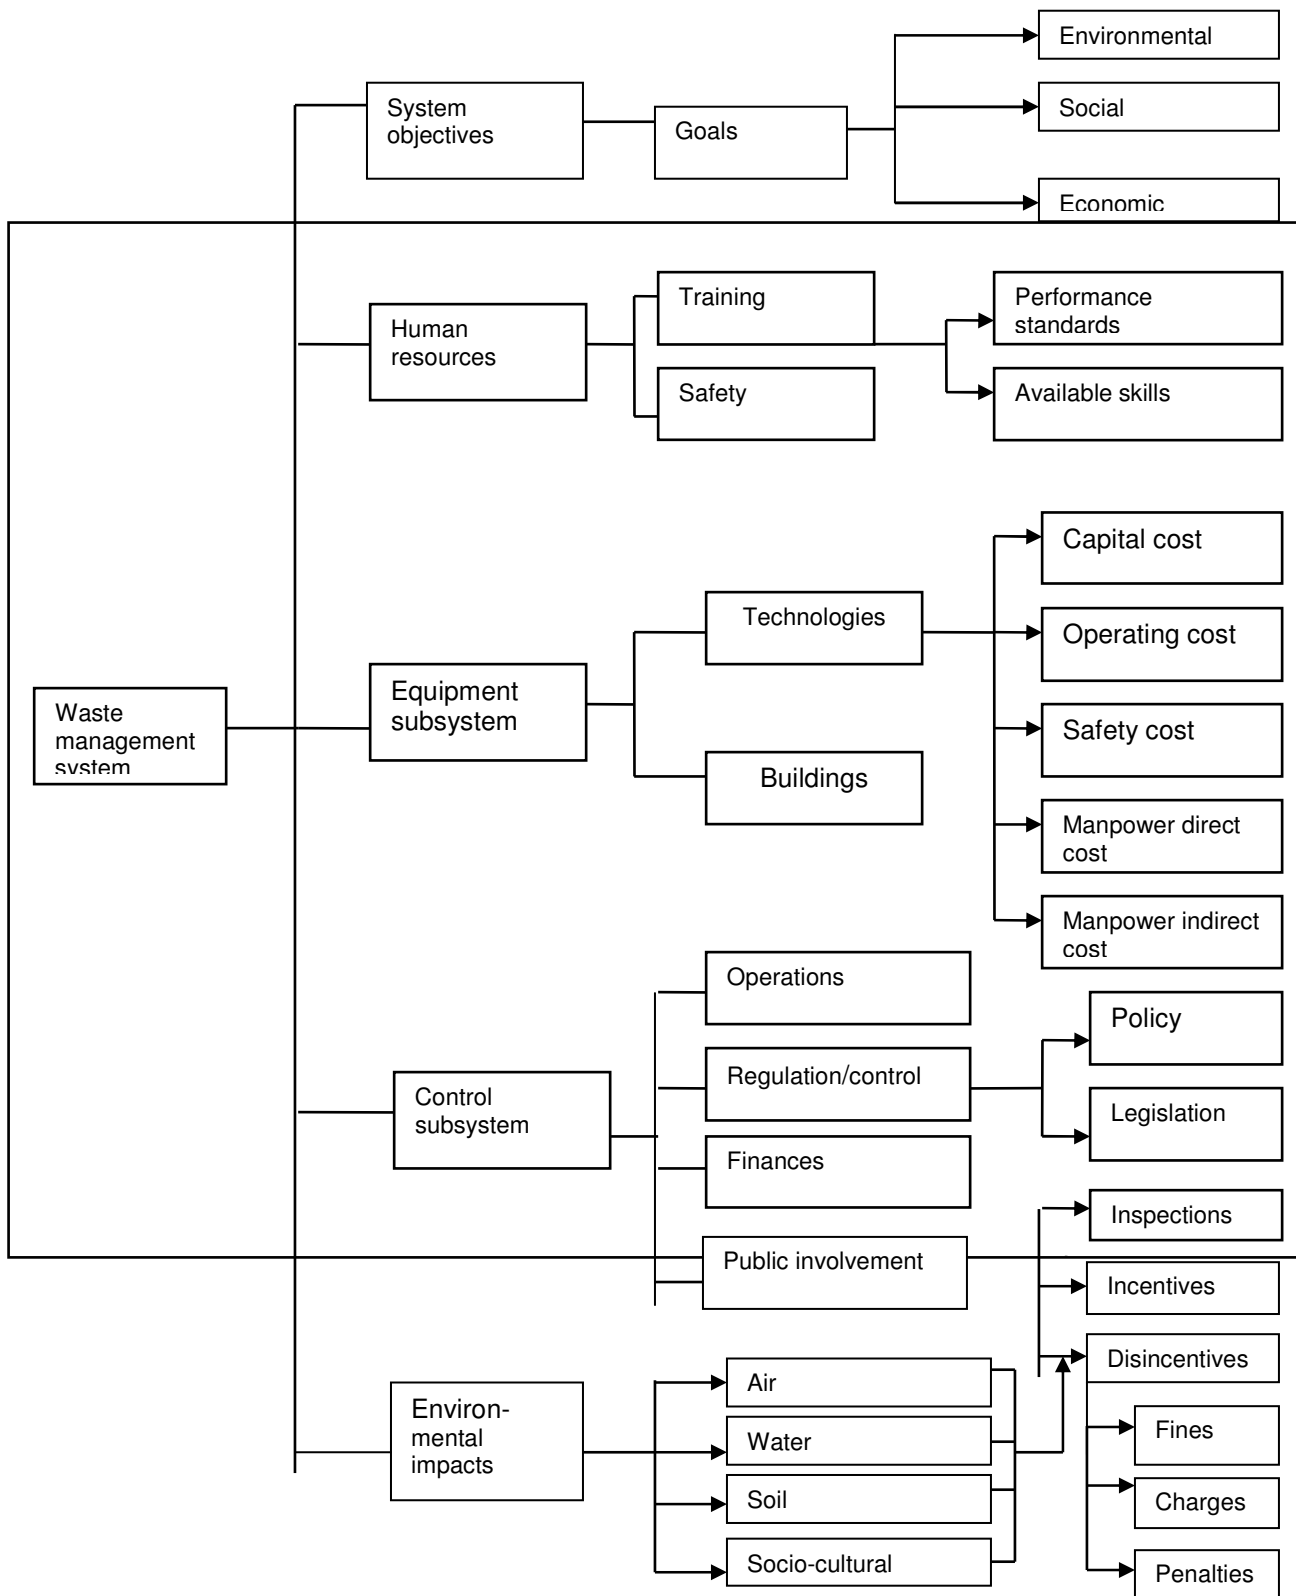 Environmental
System
objectives
Goals
Social
Economic
Human
resources
Training
Safety
Performance
standards
Available skills
Waste
management
system
Equipment
subsystem
Technologies
Buildings
Capital cost
Operating cost
Safety cost
Manpower direct
cost
Manpower indirect
cost
Control
subsystem
Operations
Regulation/control
Finances
Public involvement
Policy
Legislation
Inspections
Incentives
Disincentives
Fines
Charges
Penalties
Environ-
mental
impacts
Air
Water
Soil
Socio-cultural